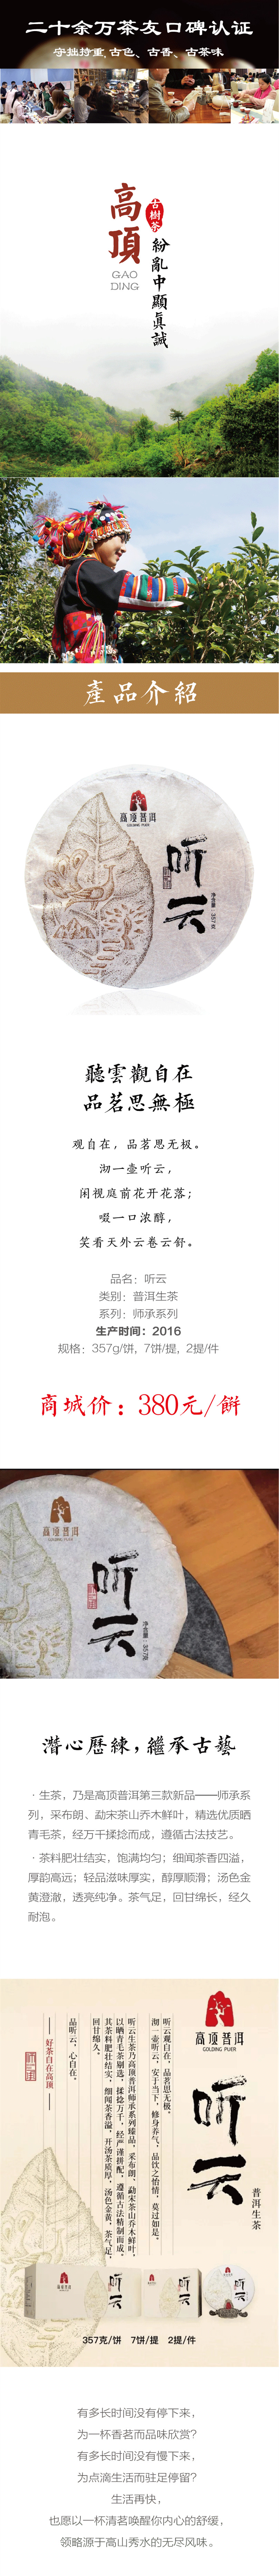 二十余万茶友口碑认证
守拙持重,古色、古香、古茶味
高頂
GAO
DING
古樹茶
紛亂中顯真誠
產品介紹
高顶普洱
GOLDEN PUER
听云
净含量：357克
聽雲觀自在
品茗思無極
观自在，品茗思无极。
沏一壶听云，
闲视庭前花开花落；
啜一口浓醇，
笑看天外云卷云舒。
品名：听云
类别：普洱生茶
系列：师承系列
生产时间：2016
规格：357g/饼, 7饼/提, 2提/件
商城价：380元/餅
高顶普洱
GOLDING PUER
听云
净含量：357克
潛心歷練，繼承古藝
· 生茶，乃是高顶普洱第三款新品——师承系
列，采布朗、勐宋茶山乔木鲜叶，精选优质晒
青毛茶，经万千揉捻而成，遵循古法技艺。
· 茶料肥壮结实，饱满均匀；细闻茶香四溢，
厚韵高远；轻品滋味厚实，醇厚顺滑；汤色金
黄澄澈，透亮纯净。茶气足，回甘绵长，经久
耐泡。
高顶普洱
GOLDING PUER
听云
普洱生茶
听云观自在，品茗思无极。
沏一壶听云，安于当下，修身养气，品饮之怡情，莫过如是。
听云生茶乃高顶普洱师承系列臻品，采布朗、勐宋茶山乔木鲜叶，
以晒青毛茶剔选，揉捻万千，经严谨拼配，遵循古法精制而成。
其茶料肥壮结实，细闻茶香溢，开汤茶质厚，汤色金黄，茶气足，
回甘绵久。
品听云，心自在。
——好茶自在高顶——
357克/饼 7饼/提 2提/件
有多长时间没有停下来，
为一杯香茗而品味欣赏？
有多长时间没有慢下来，
为点滴生活而驻足停留？
生活再快，
也愿以一杯清茗唤醒你内心的舒缓，
领略源于高山秀水的无尽风味。